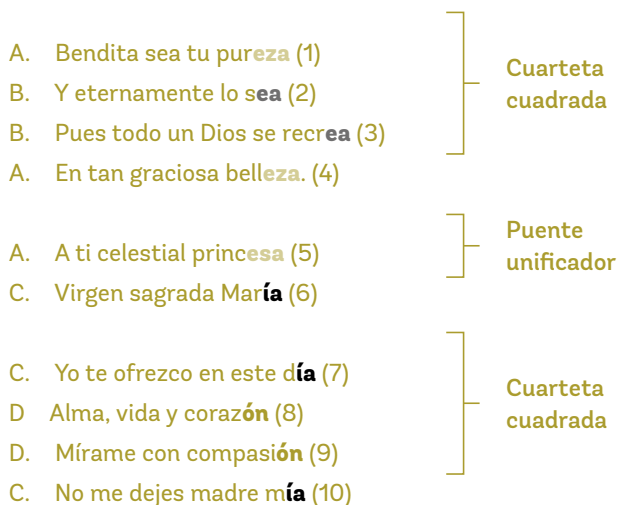 A. Bendita sea tu pureza (1)
B. Y eternamente lo sea (2)
B. Pues todo un Dios se recrea (3)
A. En tan graciosa belleza. (4)
Cuarteta
cuadrada
A. A ti celestial princesa (5)
C. Virgen sagrada María (6)
Puente
unificador
C. Yo te ofrezco en este día (7)
D Alma, vida y corazón (8)
D. Mírame con compasión (9)
C. No me dejes madre mía (10)
Cuarteta
cuadrada